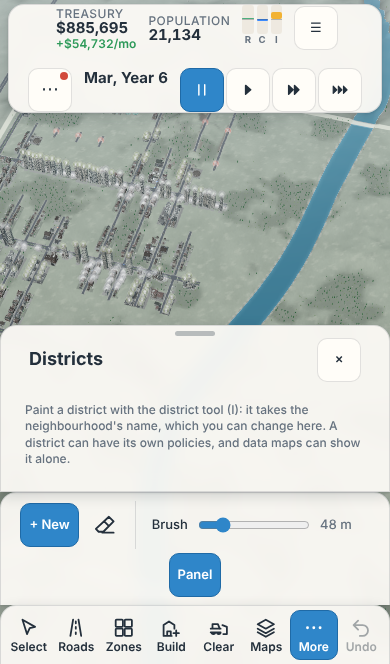 TREASURY
$885,695
+$54,732/mo
POPULATION
21,134
R C I
Mar, Year 6
Districts
Paint a district with the district tool (I): it takes the
neighbourhood's name, which you can change here. A
district can have its own policies, and data maps can show
it alone.
+ New
Brush
48 m
Panel
Select Roads Zones Build Clear Maps More Undo